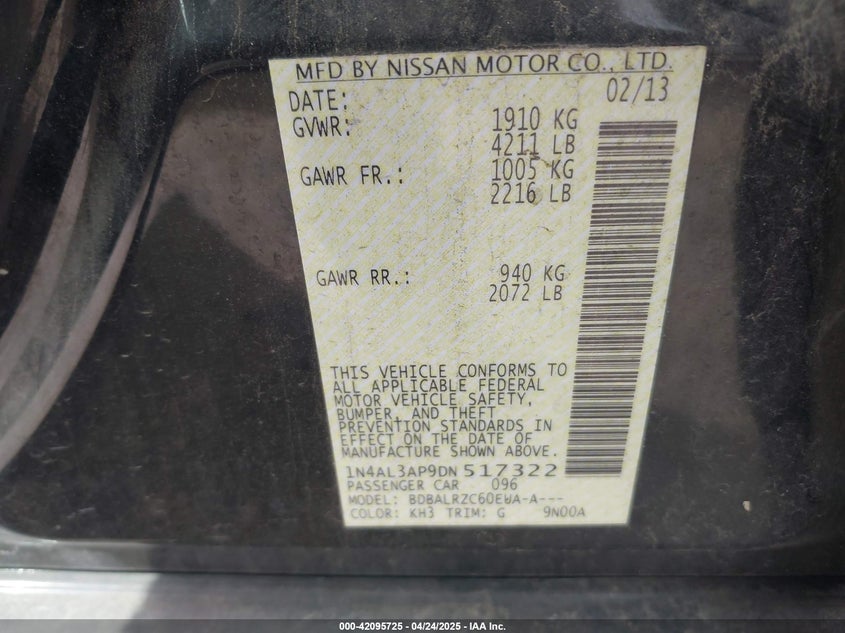 MFD BY NISSAN MOTOR CO., LTD.
DATE: 02/13
GVWR: 1910 KG
4211 LB
GAWR FR.: 1005 KG
2216 LB
GAWR RR.: 940 KG
2072 LB
THIS VEHICLE CONFORMS TO
ALL APPLICABLE FEDERAL
MOTOR VEHICLE SAFETY,
BUMPER, AND THEFT
PREVENTION STANDARDS IN
EFFECT ON THE DATE OF
MANUFACTURE SHOWN ABOVE.
1N4AL3AP9DN 517322
PASSENGER CAR 096
MODEL: BDBALRZC60EUA-A---
COLOR: KH3 TRIM: G 9N00A
000-42095725 - 04/24/2025 - IAA Inc.